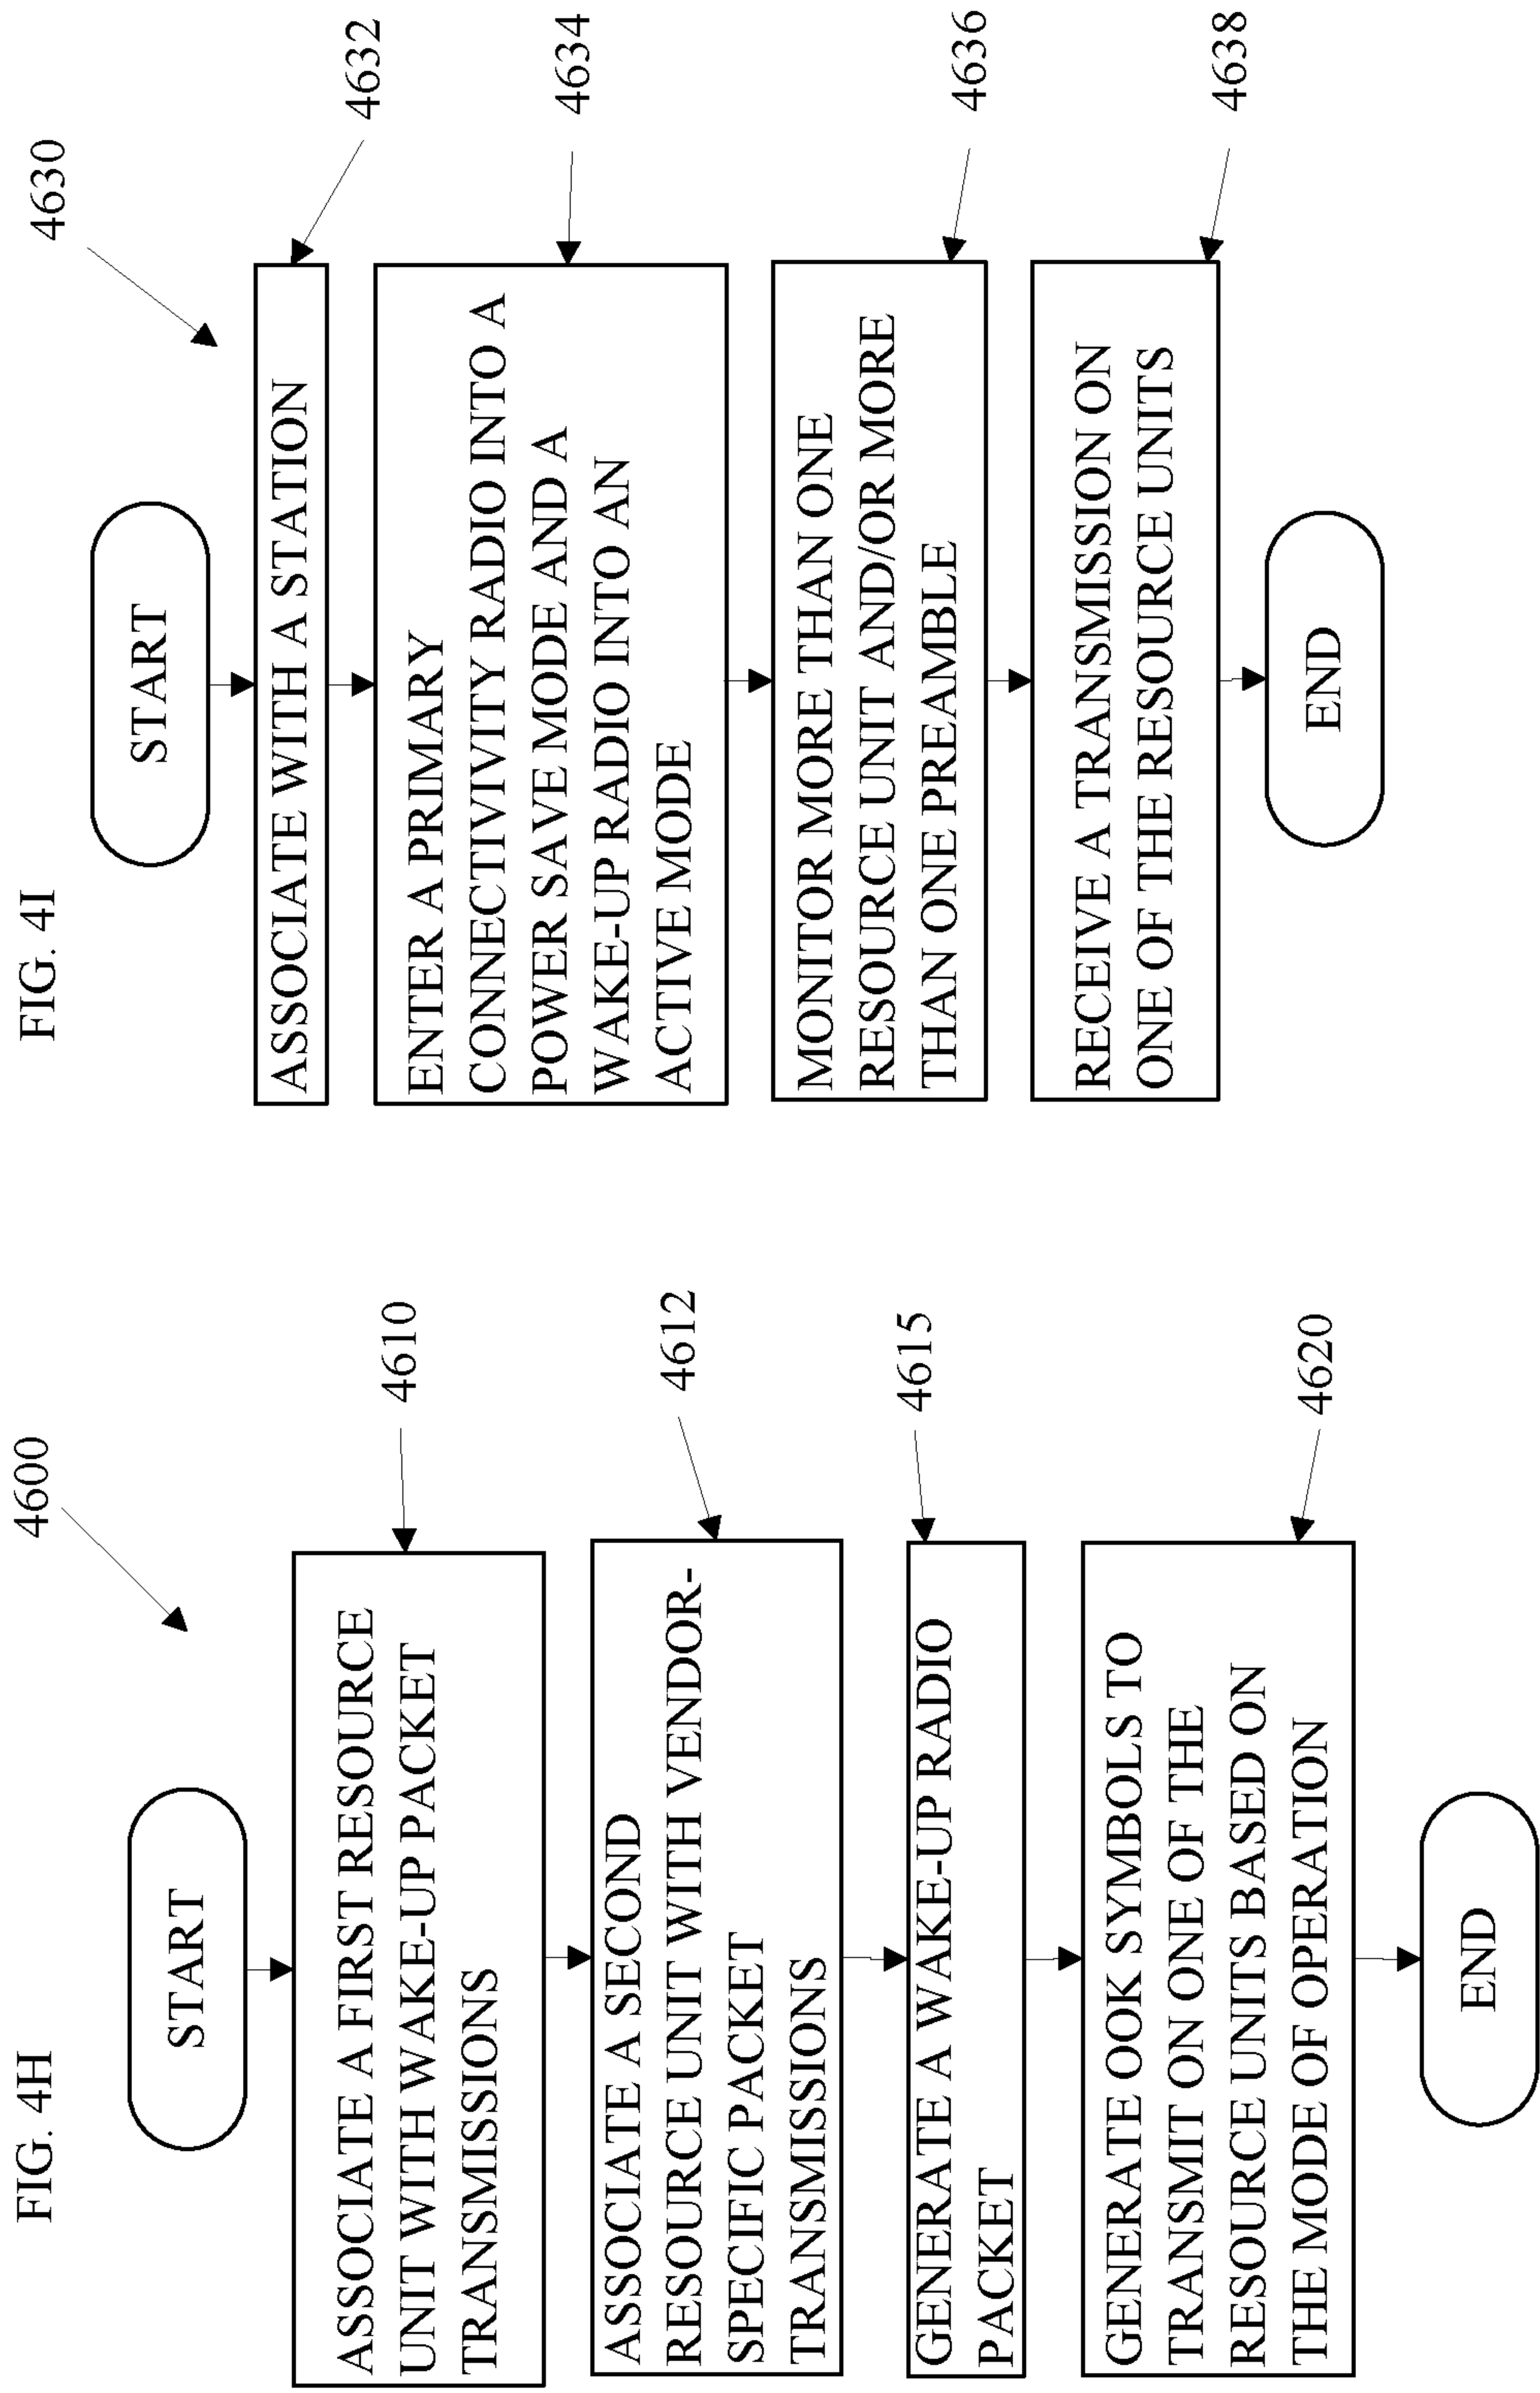 FIG. 4H
4600
START
ASSOCIATE A FIRST RESOURCE
UNIT WITH WAKE-UP PACKET
TRANSMISSIONS
4610
ASSOCIATE A SECOND
RESOURCE UNIT WITH VENDOR-
SPECIFIC PACKET
TRANSMISSIONS
4612
GENERATE A WAKE-UP RADIO
PACKET
4615
GENERATE OOK SYMBOLS TO
TRANSMIT ON ONE OF THE
RESOURCE UNITS BASED ON
THE MODE OF OPERATION
4620
END
FIG. 4I
4630
START
ASSOCIATE WITH A STATION
4632
ENTER A PRIMARY
CONNECTIVIVITY RADIO INTO A
POWER SAVE MODE AND A
WAKE-UP RADIO INTO AN
ACTIVE MODE
4634
MONITOR MORE THAN ONE
RESOURCE UNIT AND/OR MORE
THAN ONE PREAMBLE
4636
RECEIVE A TRANSMISSION ON
ONE OF THE RESOURCE UNITS
4638
END